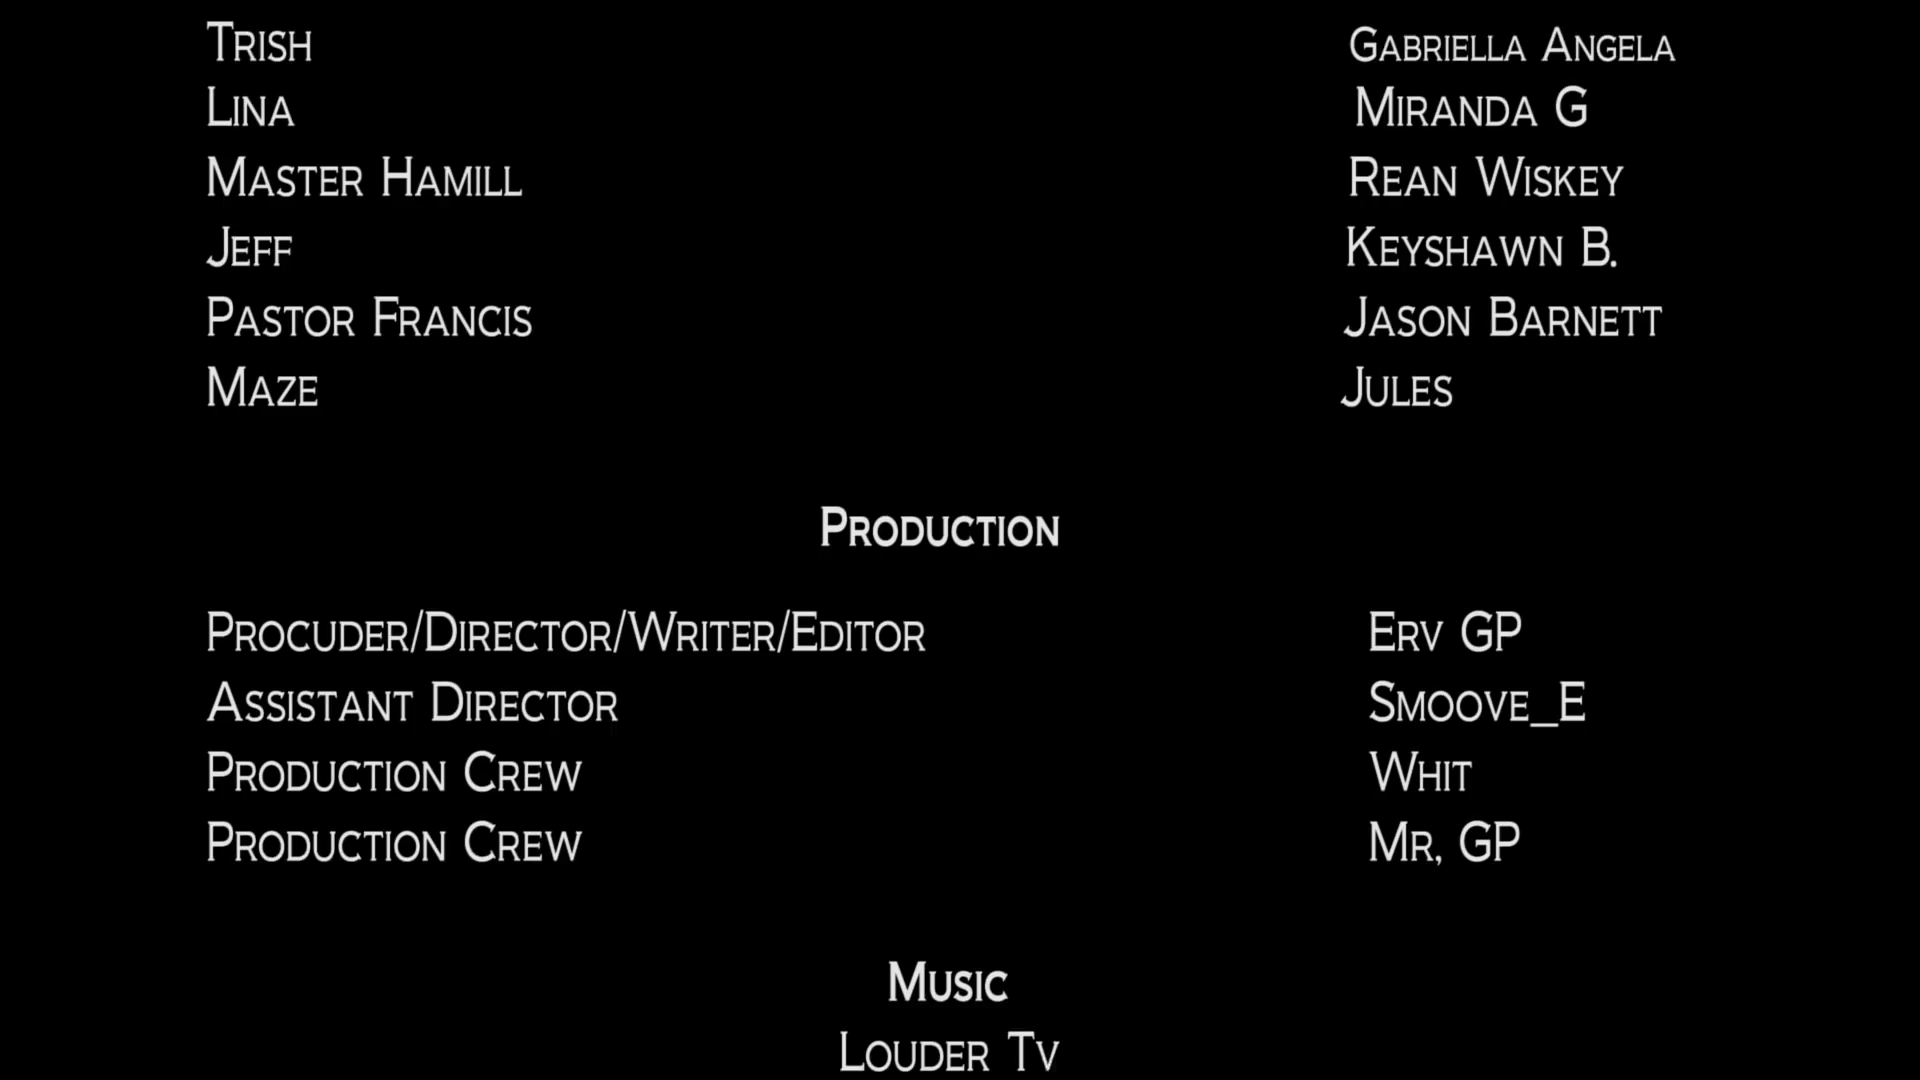 Trish Gabriella Angela
Lina Miranda G
Master Hamill Rean Wiskey
Jeff Keyshawn B.
Pastor Francis Jason Barnett
Maze Jules
Production
Procuder/Director/Writer/Editor Erv GP
Assistant Director Smoove_E
Production Crew Whit
Production Crew Mr, GP
Music
Louder Tv